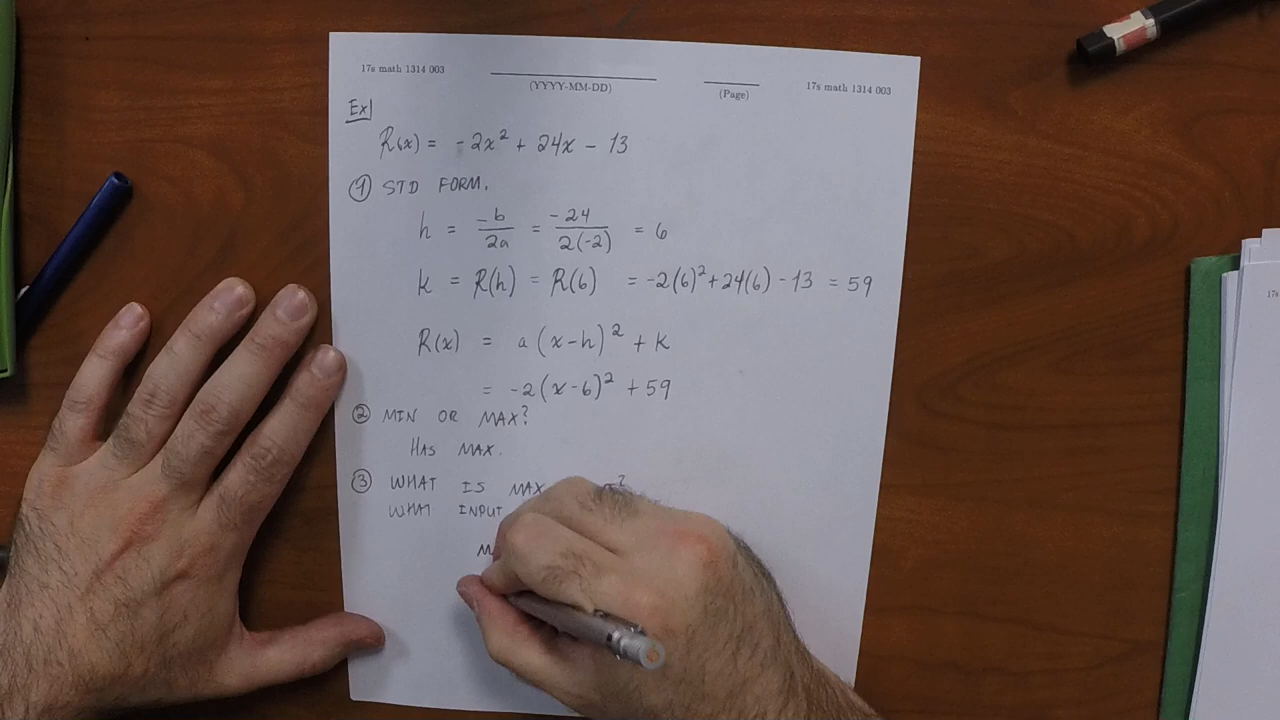 17s math 1314 003
(YYYY-MM-DD)
(Page)
17s math 1314 003
Ex1
R(x) = -2x² + 24x - 13
① STD FORM.
h = -b/2a = -24/2(-2) = 6
k = R(h) = R(6) = -2(6)²+24(6) - 13 = 59
R(x) = a(x-h)² + k
= -2(x-6)² + 59
② MIN OR MAX?
HAS MAX.
③ WHAT IS MAX
WHAT INPUT
17s